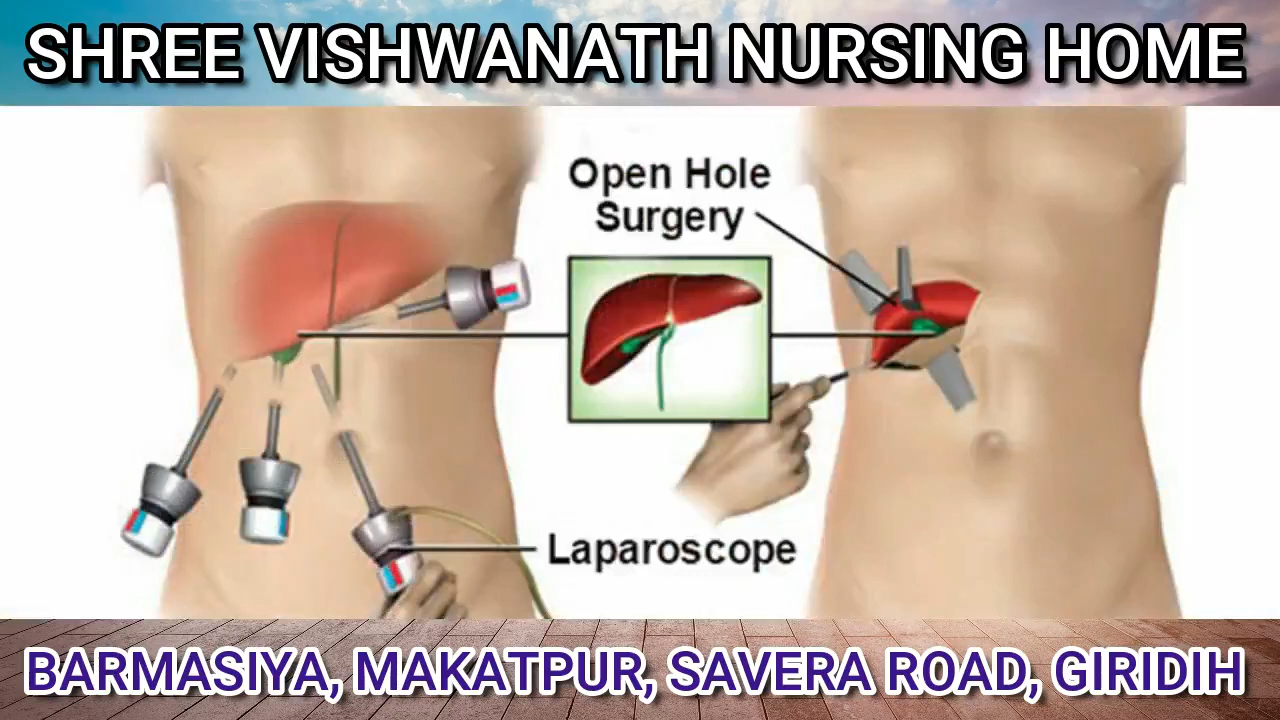 SHREE VISHWANATH NURSING HOME
Open Hole
Surgery
Laparoscope
BARMASIYA, MAKATPUR, SAVERA ROAD, GIRIDIH